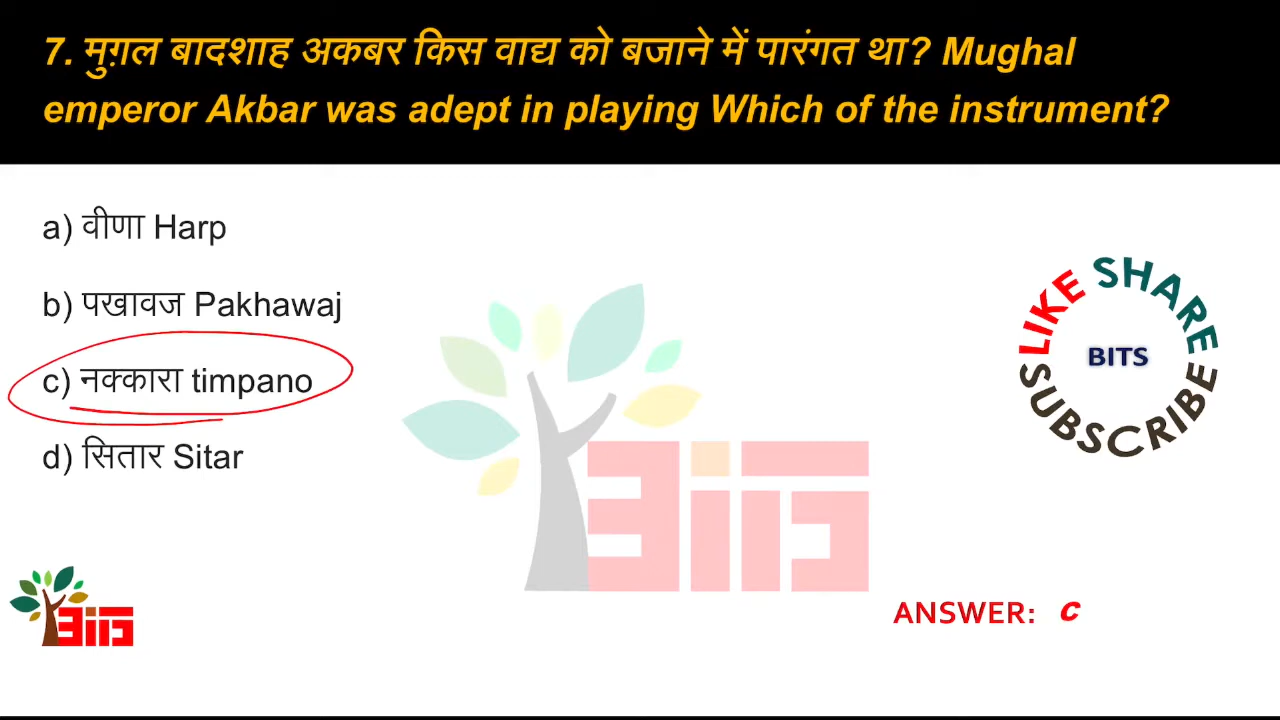 7. मुग़ल बादशाह अकबर किस वाद्य को बजाने में पारंगत था? Mughal
emperor Akbar was adept in playing Which of the instrument?
a) वीणा Harp
b) पखावज Pakhawaj
c) नक्कारा timpano
d) सितार Sitar
LIKE SHARE SUBSCRIBE
BITS
ANSWER: C